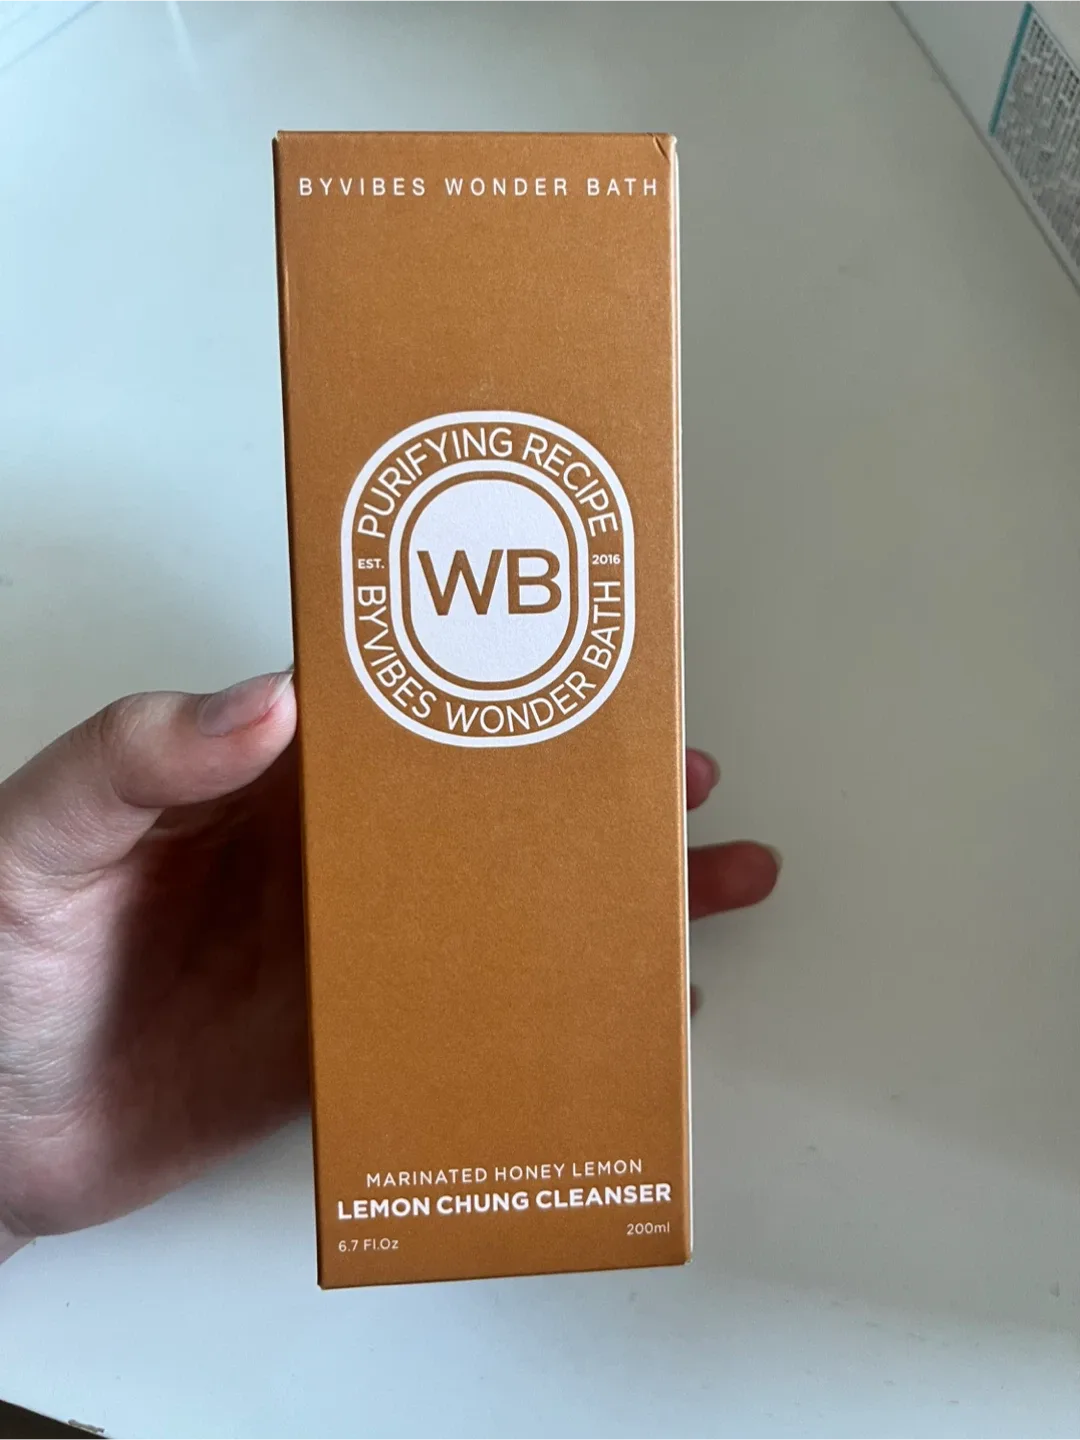 BYVIBES WONDER BATH
PURIFYING RECIPE
EST.
2016
WB
BYVIBES WONDER BATH
MARINATED HONEY LEMON
LEMON CHUNG CLEANSER
6.7 Fl.Oz
200ml